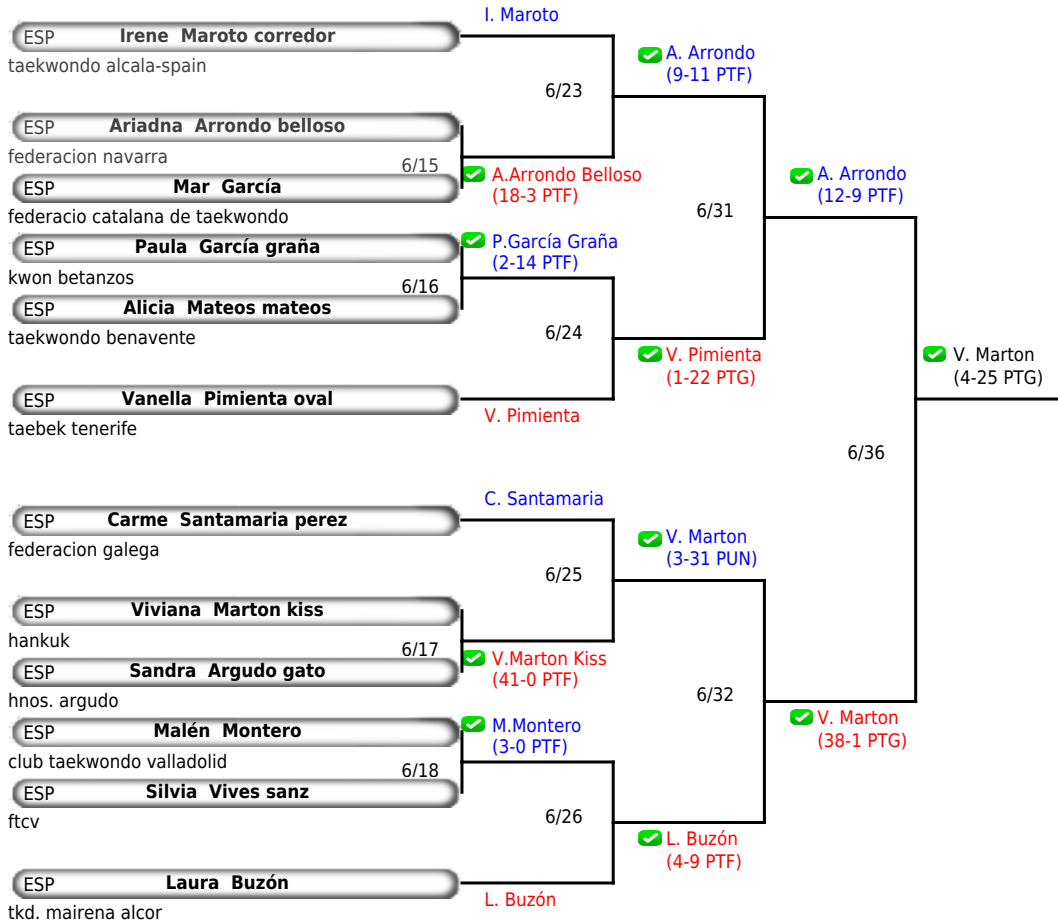 I. Maroto
ESP Irene Maroto corredor
taekwondo alcala-spain
A. Arrondo
(9-11 PTF)
6/23
ESP Ariadna Arrondo belloso
federacion navarra
6/15
A.Arrondo Belloso
(18-3 PTF)
ESP Mar García
federacio catalana de taekwondo
A. Arrondo
(12-9 PTF)
6/31
ESP Paula García graña
kwon betanzos
P.García Graña
(2-14 PTF)
6/16
ESP Alicia Mateos mateos
taekwondo benavente
6/24
V. Pimienta
(1-22 PTG)
V. Marton
(4-25 PTG)
ESP Vanella Pimienta oval
taebek tenerife
V. Pimienta
6/36
C. Santamaria
ESP Carme Santamaria perez
federacion galega
V. Marton
(3-31 PUN)
6/25
ESP Viviana Marton kiss
hankuk
6/17
V.Marton Kiss
(41-0 PTF)
ESP Sandra Argudo gato
hnos. argudo
6/32
V. Marton
(38-1 PTG)
ESP Malén Montero
club taekwondo valladolid
M.Montero
(3-0 PTF)
6/18
ESP Silvia Vives sanz
ftcv
6/26
L. Buzón
(4-9 PTF)
ESP Laura Buzón
tkd. mairena alcor
L. Buzón